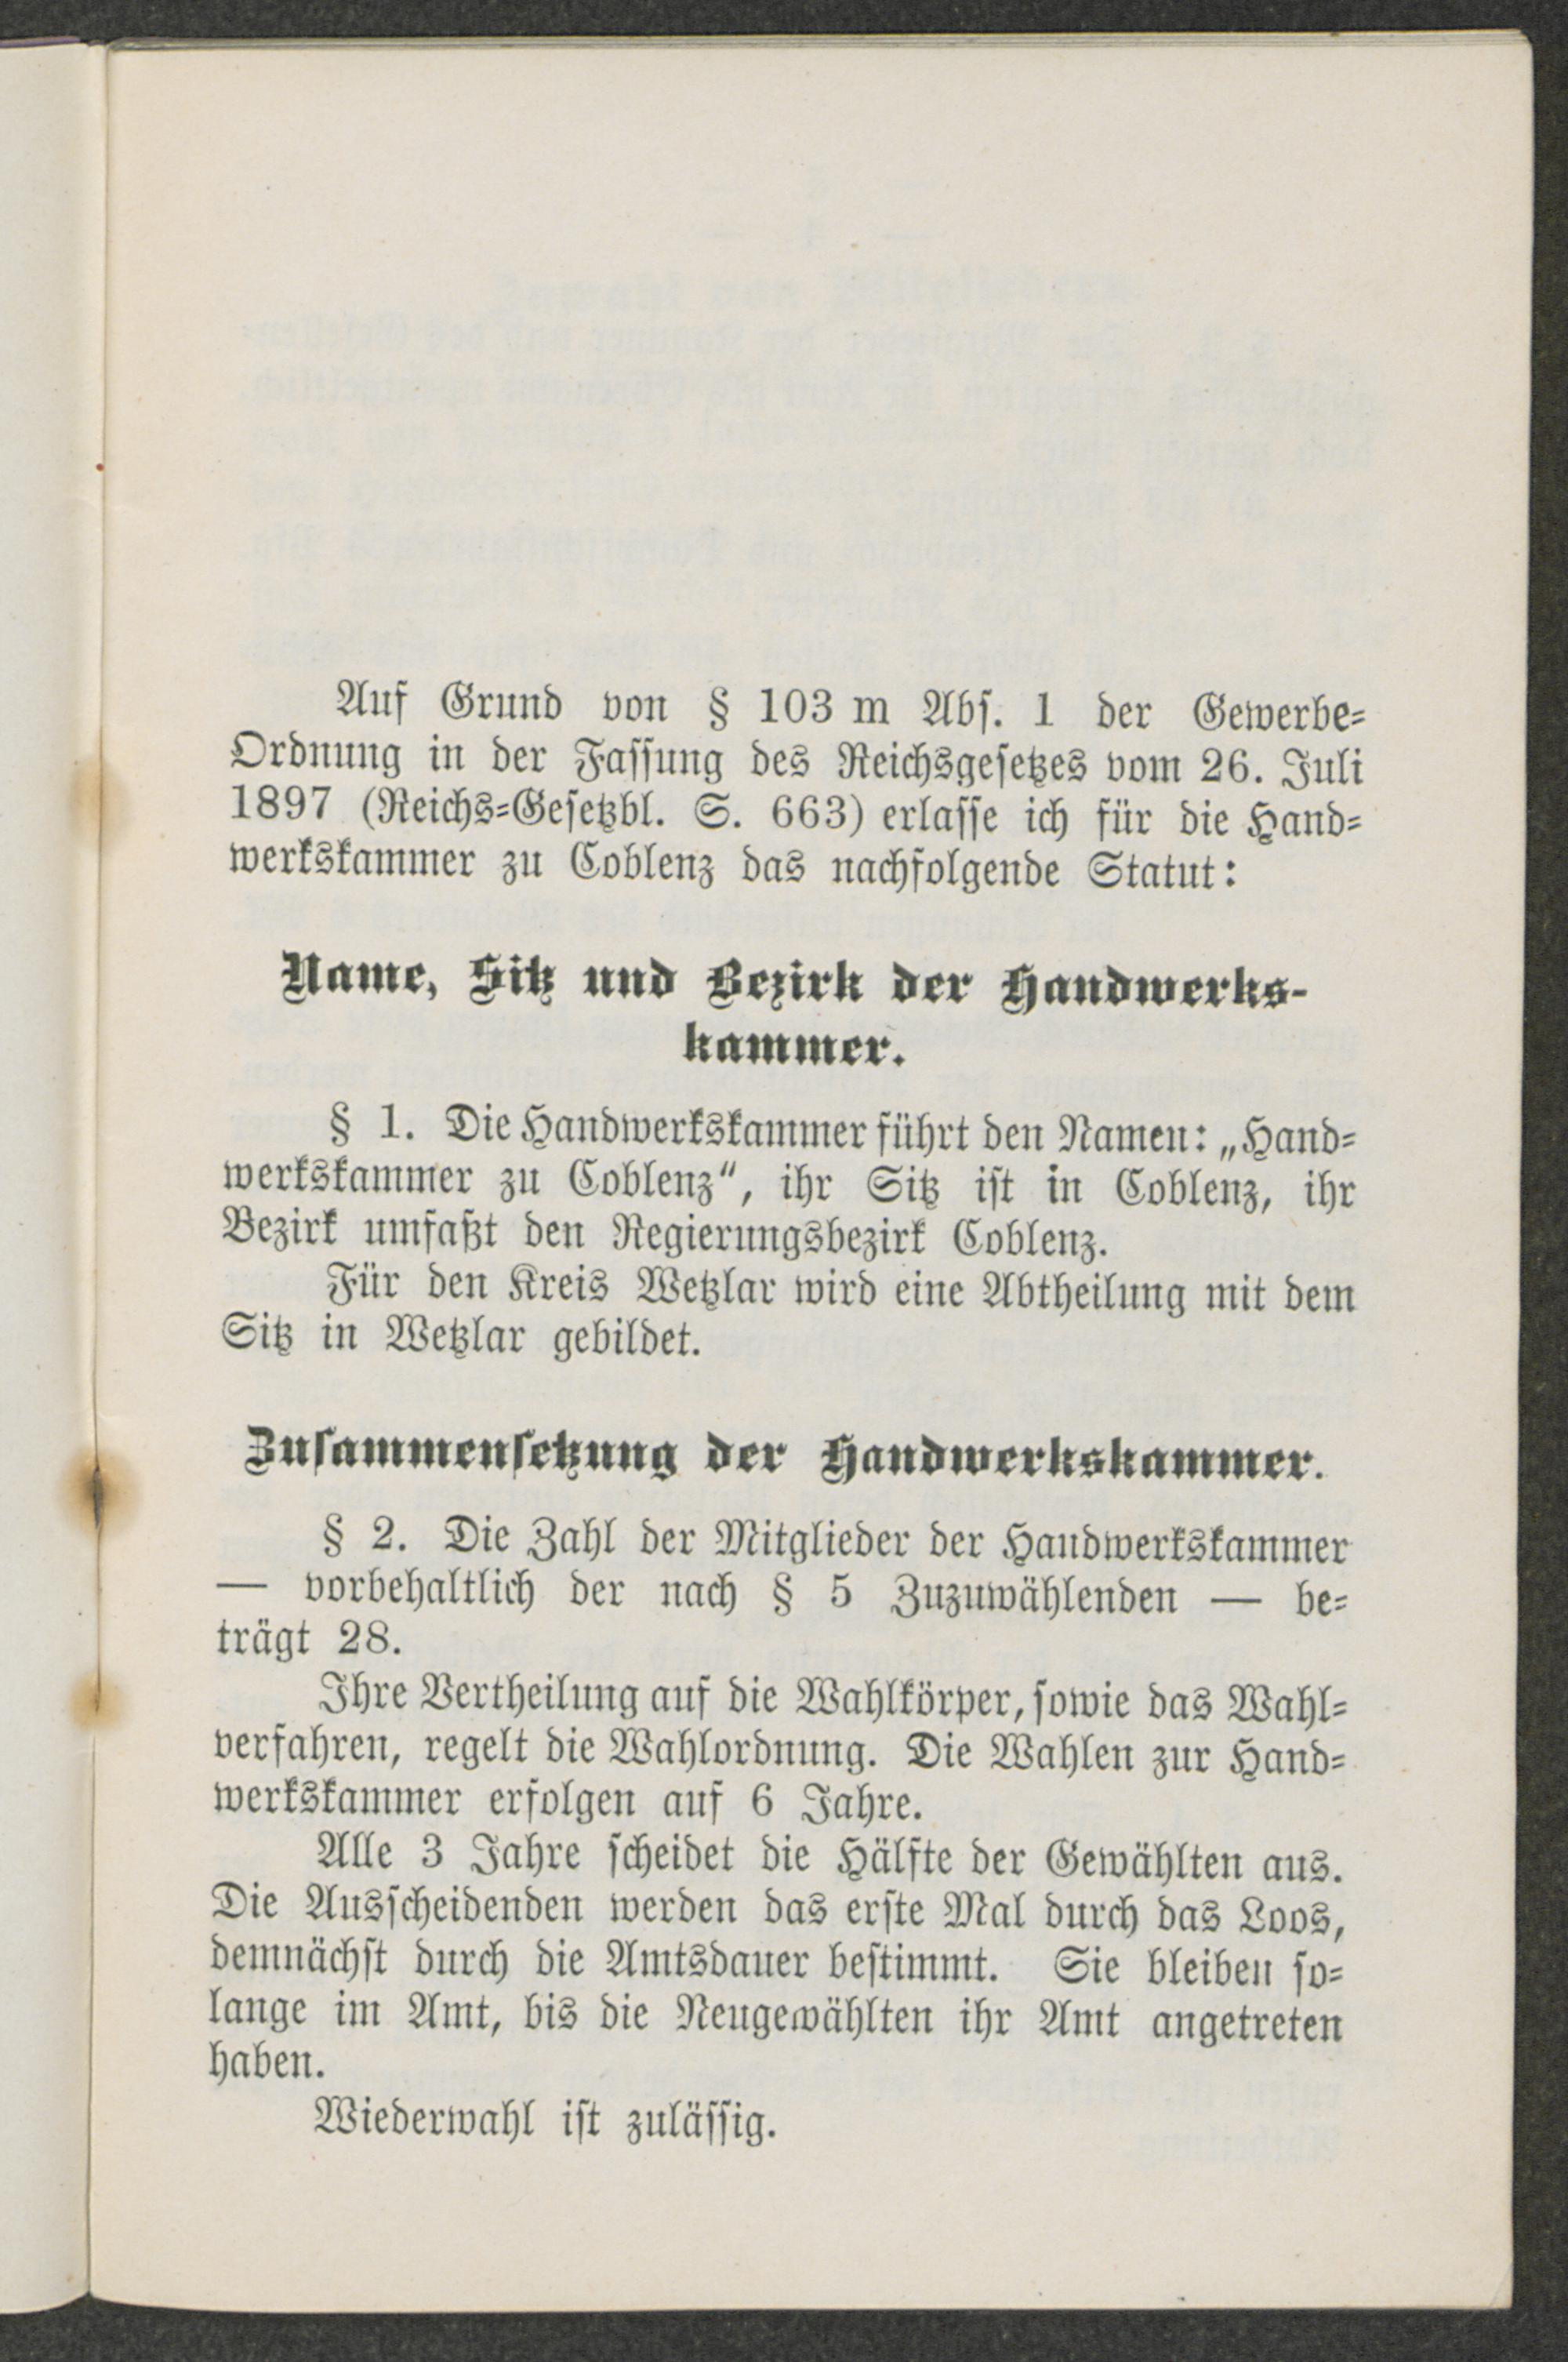 Auf Grund von § 103 m Abs. 1 der Gewerbe-
Ordnung in der Fassung des Reichsgesetzes vom 26. Juli
1897 (Reichs-Gesetzbl. S. 663) erlasse ich für die Hand-
werkskammer zu Coblenz das nachfolgende Statut:
Name, Sitz und Bezirk der Handwerks-
kammer.
§ 1. Die Handwerkskammer führt den Namen: „Hand-
werkskammer zu Coblenz“, ihr Sitz ist in Coblenz, ihr
Bezirk umfaßt den Regierungsbezirk Coblenz.
Für den Kreis Wetzlar wird eine Abtheilung mit dem
Sitz in Wetzlar gebildet.
Zusammensetzung der Handwerkskammer.
§ 2. Die Zahl der Mitglieder der Handwerkskammer
— vorbehaltlich der nach § 5 Zuzuwählenden — be-
trägt 28.
Ihre Vertheilung auf die Wahlkörper, sowie das Wahl-
verfahren, regelt die Wahlordnung. Die Wahlen zur Hand-
werkskammer erfolgen auf 6 Jahre.
Alle 3 Jahre scheidet die Hälfte der Gewählten aus.
Die Ausscheidenden werden das erste Mal durch das Loos,
demnächst durch die Amtsdauer bestimmt. Sie bleiben so-
lange im Amt, bis die Neugewählten ihr Amt angetreten
haben.
Wiederwahl ist zulässig.